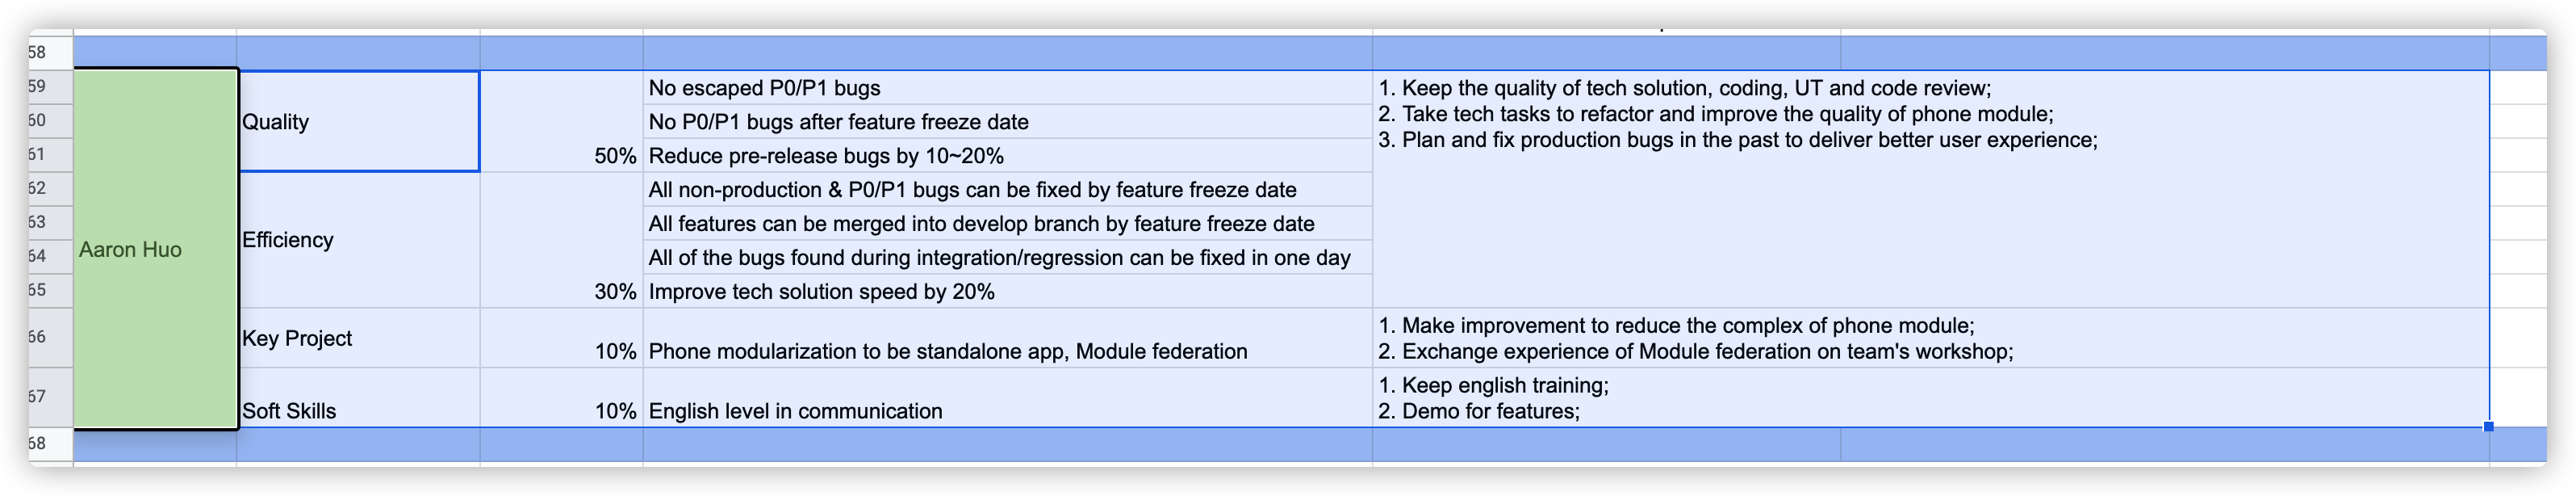 58
59
60
61
62
63
64
65
66
67
68
Aaron Huo
Quality
50%
No escaped P0/P1 bugs
No P0/P1 bugs after feature freeze date
Reduce pre-release bugs by 10~20%
1. Keep the quality of tech solution, coding, UT and code review;
2. Take tech tasks to refactor and improve the quality of phone module;
3. Plan and fix production bugs in the past to deliver better user experience;
Efficiency
30%
All non-production & P0/P1 bugs can be fixed by feature freeze date
All features can be merged into develop branch by feature freeze date
All of the bugs found during integration/regression can be fixed in one day
Improve tech solution speed by 20%
Key Project
10%
Phone modularization to be standalone app, Module federation
1. Make improvement to reduce the complex of phone module;
2. Exchange experience of Module federation on team's workshop;
Soft Skills
10%
English level in communication
1. Keep english training;
2. Demo for features;